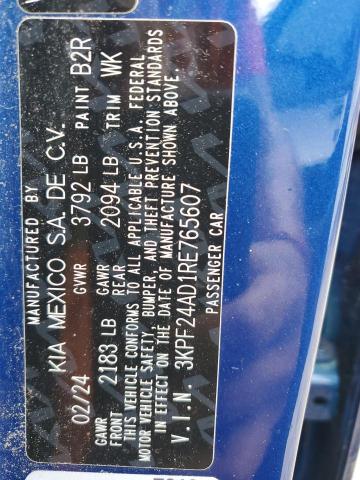 MANUFACTURED BY
KIA MEXICO S.A. DE C.V.
02/24 GVWR 3792 LB PAINT B2R
GAWR FRONT 2183 LB GAWR REAR 2094 LB TRIM WK
THIS VEHICLE CONFORMS TO ALL APPLICABLE U.S.A. FEDERAL
MOTOR VEHICLE SAFETY, BUMPER, AND THEFT PREVENTION STANDARDS
IN EFFECT ON THE DATE OF MANUFACTURE SHOWN ABOVE.
V.I.N. 3KPF24AD1RE765607
PASSENGER CAR